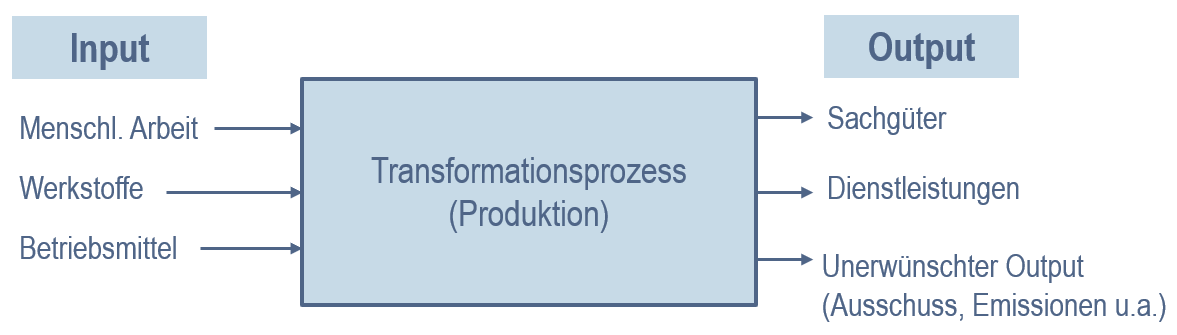 Input
Menschl. Arbeit
Werkstoffe
Betriebsmittel
Transformationsprozess
(Produktion)
Output
Sachgüter
Dienstleistungen
Unerwünschter Output
(Ausschuss, Emissionen u.a.)